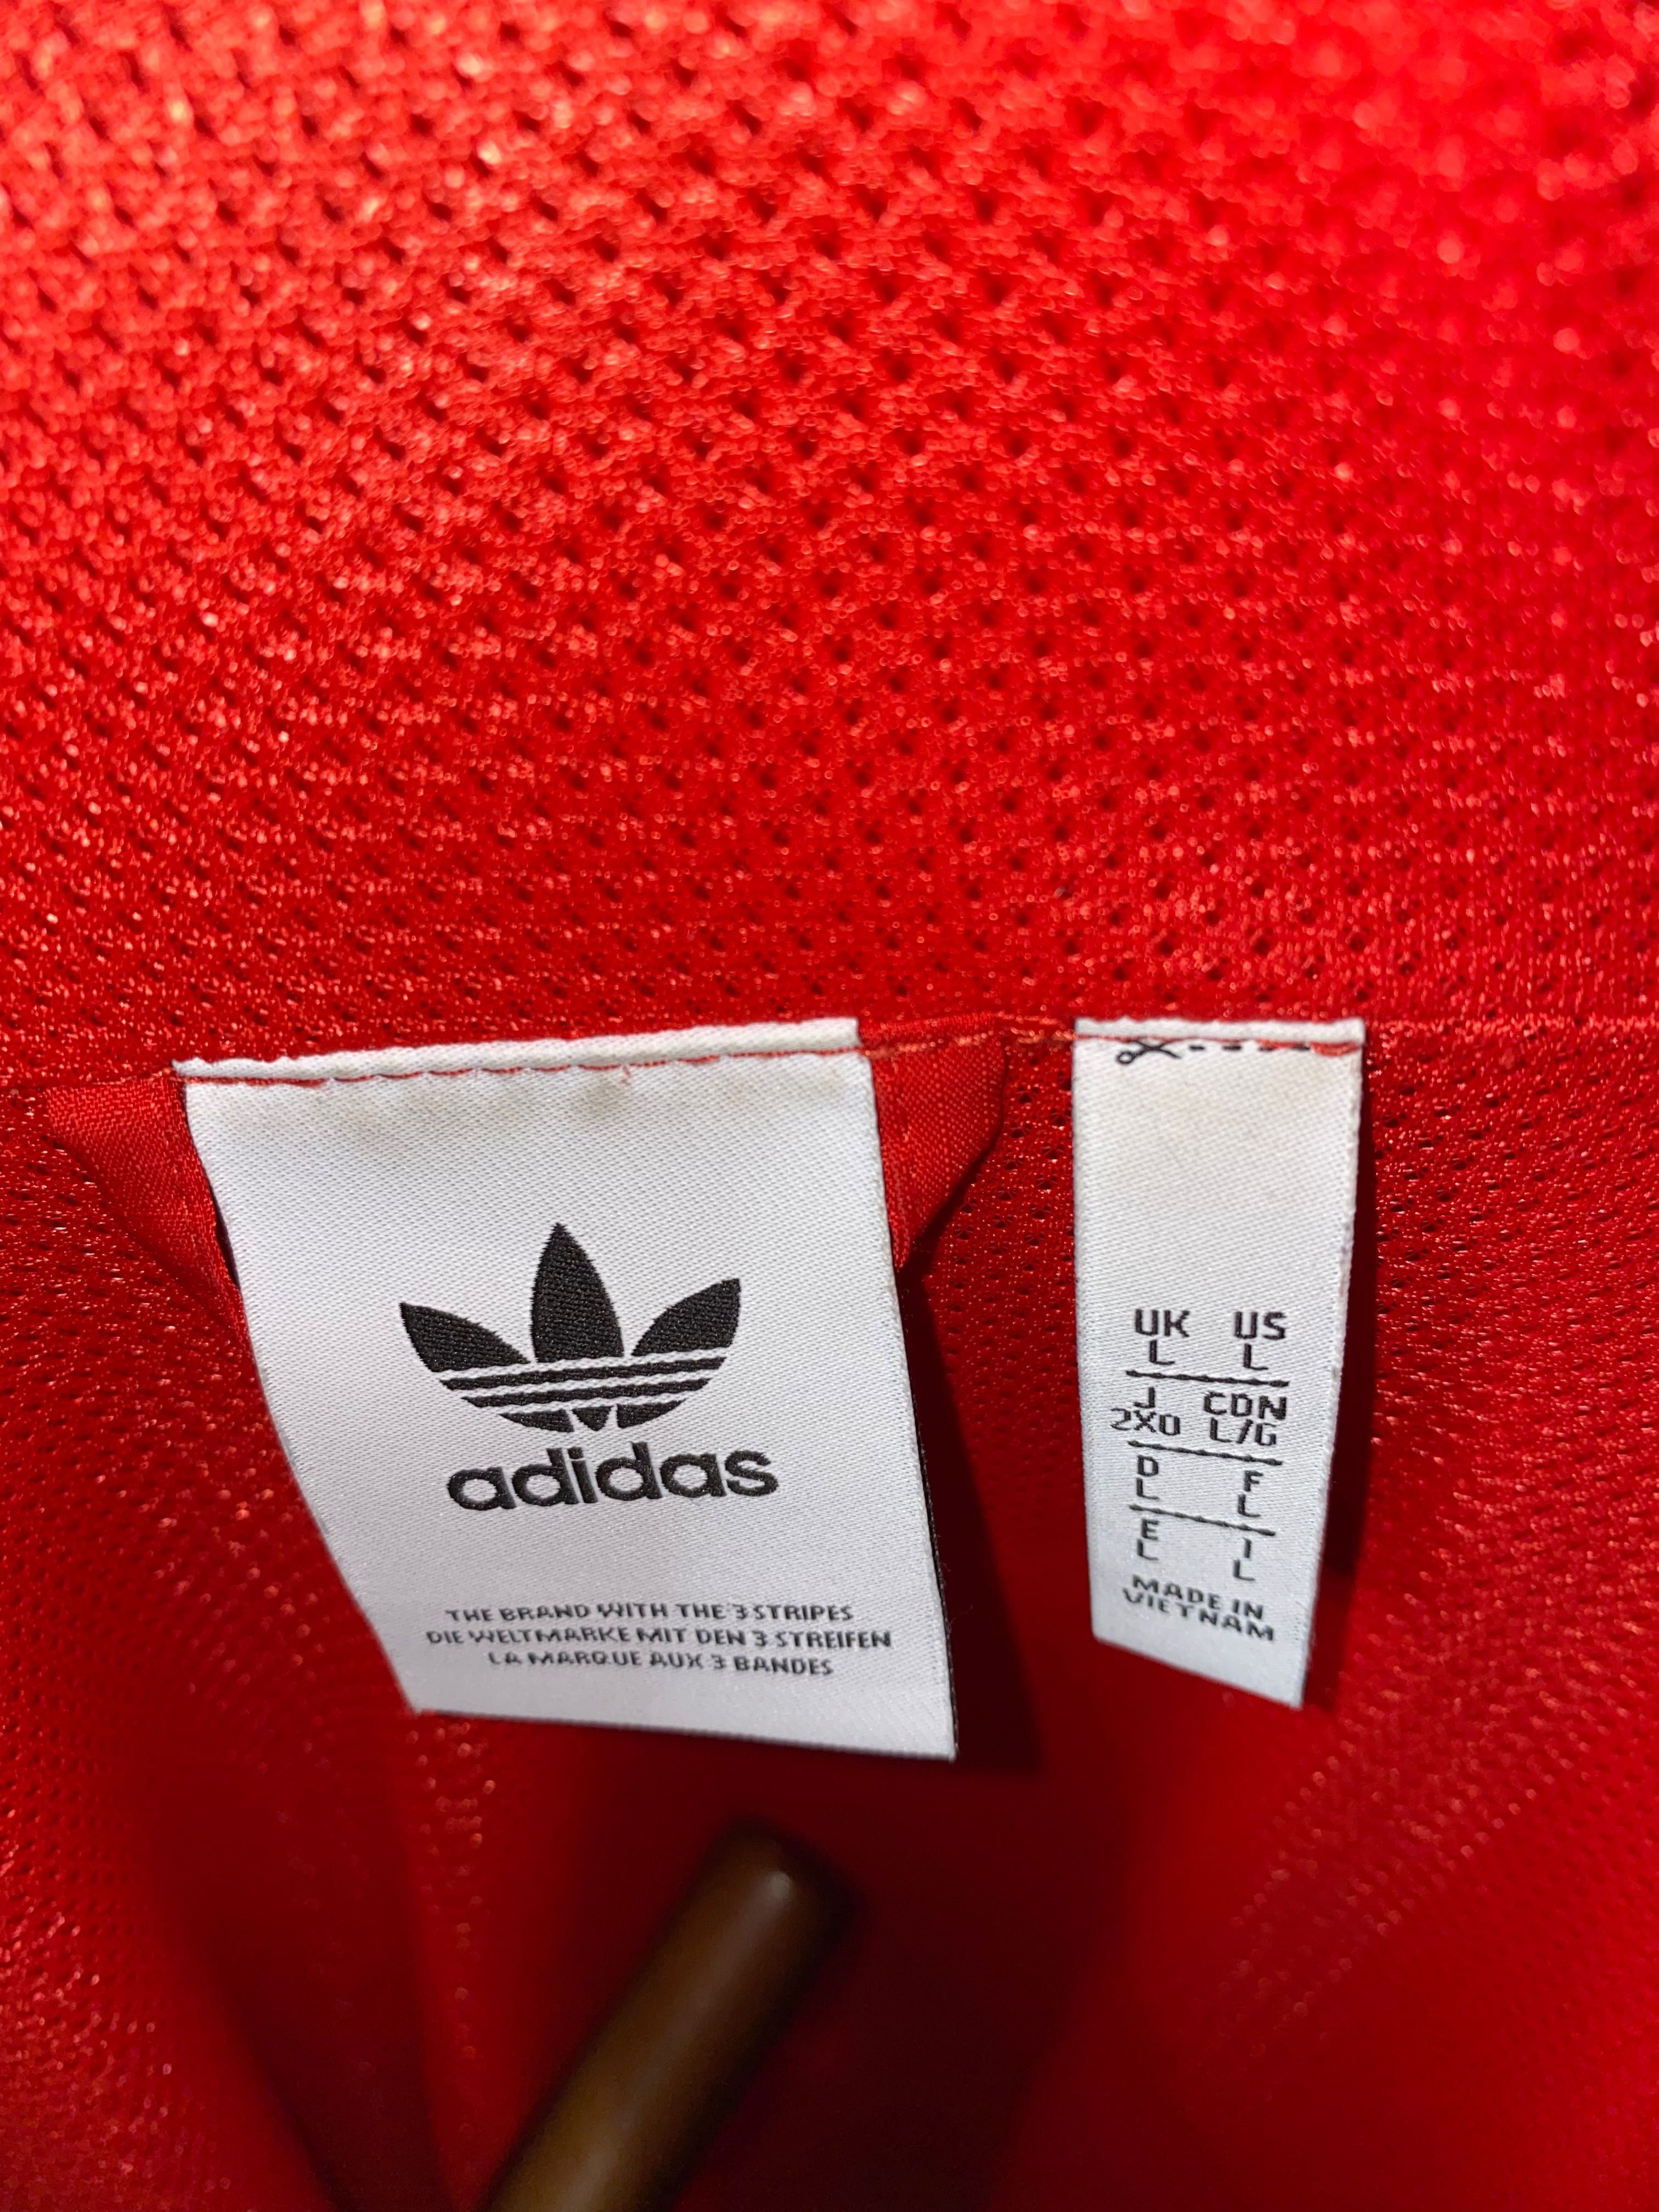 adidas
THE BRAND WITH THE 3 STRIPES
DIE WELTMARKE MIT DEN 3 STREIFEN
LA MARQUE AUX 3 BANDES
UK US
L L
J CDN
2XO L/G
D F
L L
E I
L L
MADE IN
VIETNAM